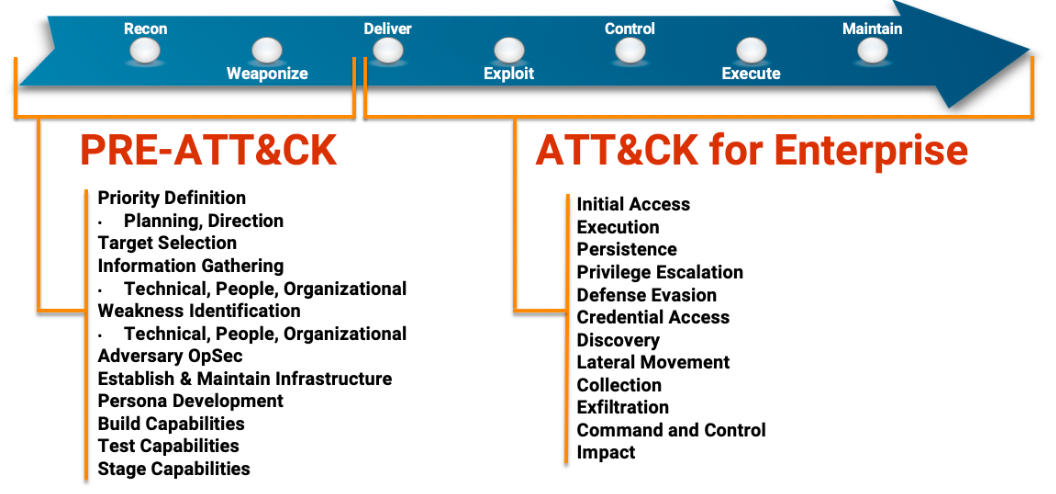 Recon
Deliver
Control
Maintain
Weaponize
Exploit
Execute
PRE-ATT&CK
Priority Definition
· Planning, Direction
Target Selection
Information Gathering
· Technical, People, Organizational
Weakness Identification
· Technical, People, Organizational
Adversary OpSec
Establish & Maintain Infrastructure
Persona Development
Build Capabilities
Test Capabilities
Stage Capabilities
ATT&CK for Enterprise
Initial Access
Execution
Persistence
Privilege Escalation
Defense Evasion
Credential Access
Discovery
Lateral Movement
Collection
Exfiltration
Command and Control
Impact